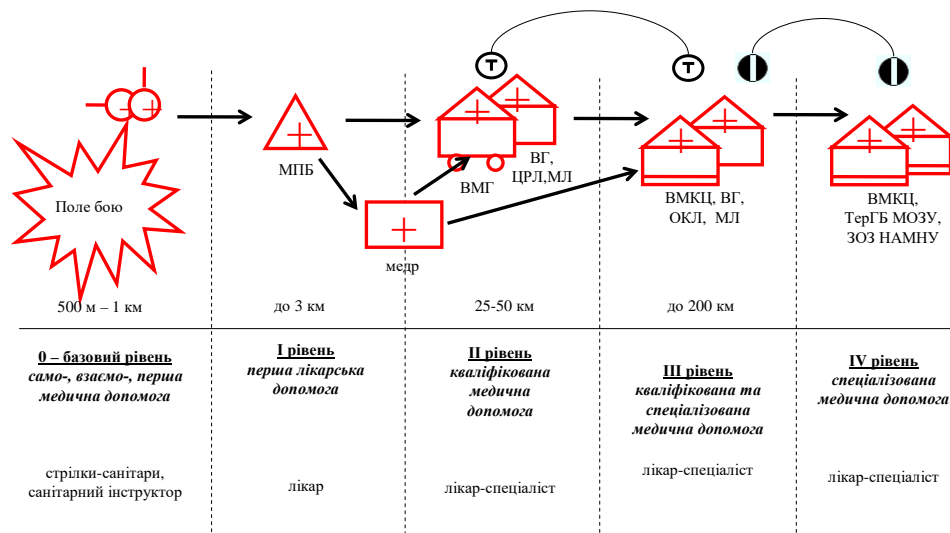 Т
Т
Поле бою
МПБ
ВМГ
ВГ,
ЦРЛ,МЛ
медр
ВМКЦ, ВГ,
ОКЛ, МЛ
ВМКЦ,
ТерГБ МОЗУ,
ЗОЗ НАМНУ
500 м – 1 км
до 3 км
25-50 км
до 200 км
0 – базовий рівень
само-, взаємо-, перша
медична допомога
І рівень
перша лікарська
допомога
ІІ рівень
кваліфікована
медична
допомога
ІІІ рівень
кваліфікована та
спеціалізована
медична допомога
IV рівень
спеціалізована
медична допомога
стрілки-санітари,
санітарний інструктор
лікар
лікар-спеціаліст
лікар-спеціаліст
лікар-спеціаліст